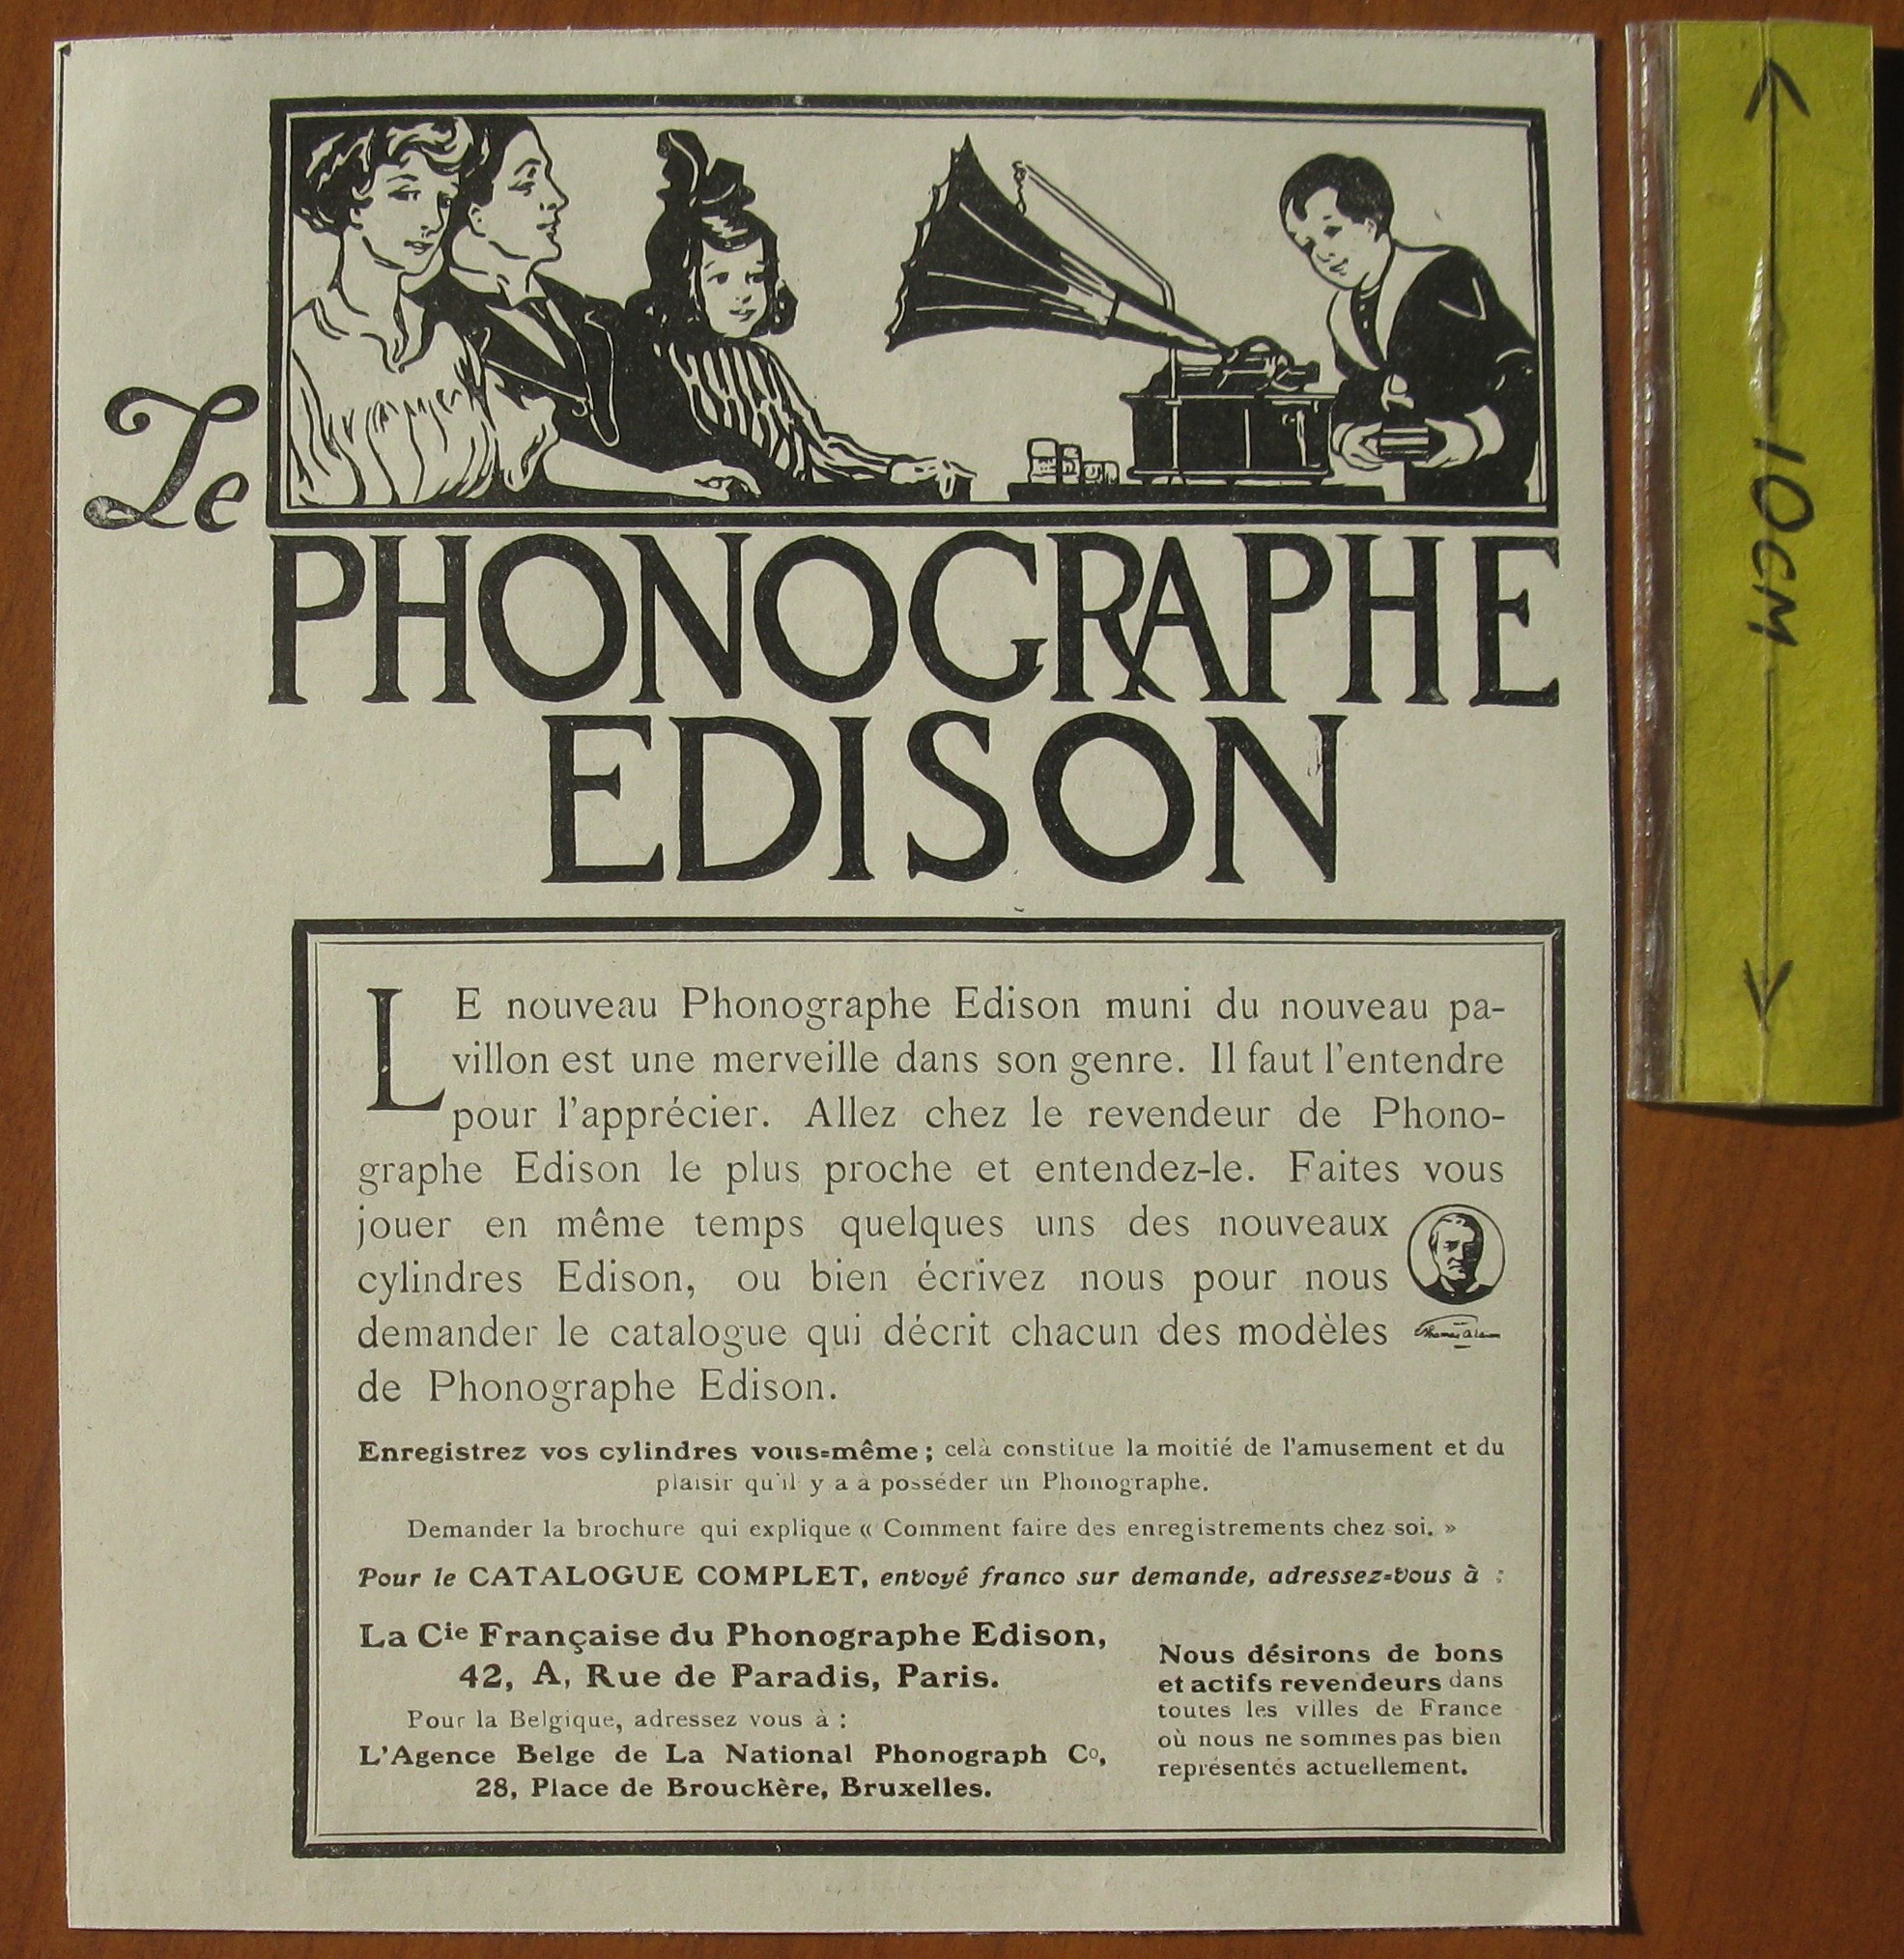 Le
PHONOGRAPHE
EDISON
LE nouveau Phonographe Edison muni du nouveau pa-
villon est une merveille dans son genre. Il faut l'entendre
pour l'apprécier. Allez chez le revendeur de Phono-
graphe Edison le plus proche et entendez-le. Faites vous
jouer en même temps quelques uns des nouveaux
cylindres Edison, ou bien écrivez nous pour nous
demander le catalogue qui décrit chacun des modèles
de Phonographe Edison.
Enregistrez vos cylindres vous=même; celà constitue la moitié de l'amusement et du
plaisir qu'il y a à posséder un Phonographe.
Demander la brochure qui explique « Comment faire des enregistrements chez soi. »
Pour le CATALOGUE COMPLET, envoyé franco sur demande, adressez=vous à :
La Cie Française du Phonographe Edison,
42, A, Rue de Paradis, Paris.
Pour la Belgique, adressez vous à :
L'Agence Belge de La National Phonograph Co,
28, Place de Brouckère, Bruxelles.
Nous désirons de bons
et actifs revendeurs dans
toutes les villes de France
où nous ne sommes pas bien
représentés actuellement.
10CM